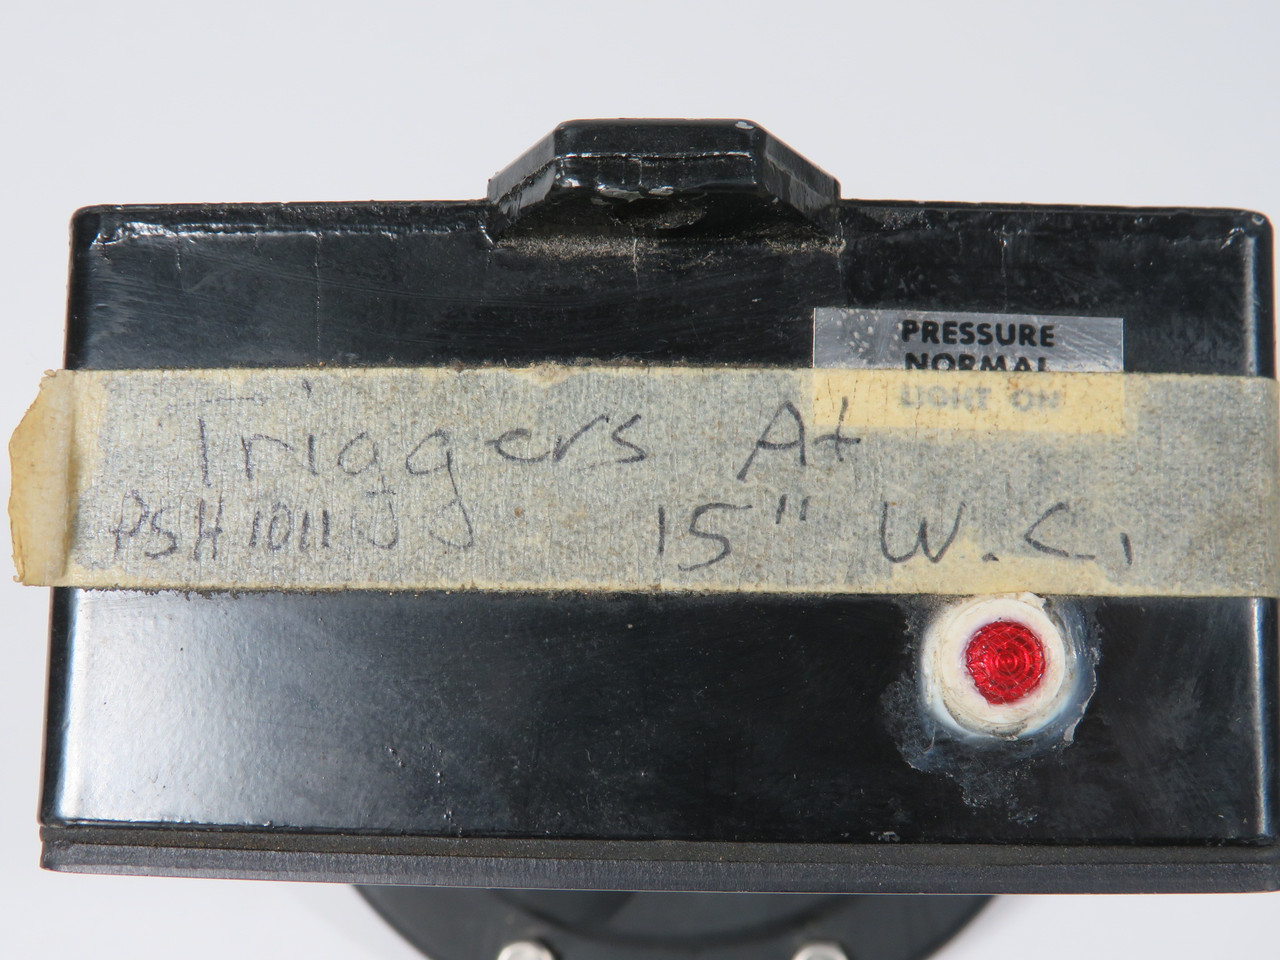 PRESSURE
NORMAL
LIGHT ON
Triggers At
PSH 1011 15" W.C.